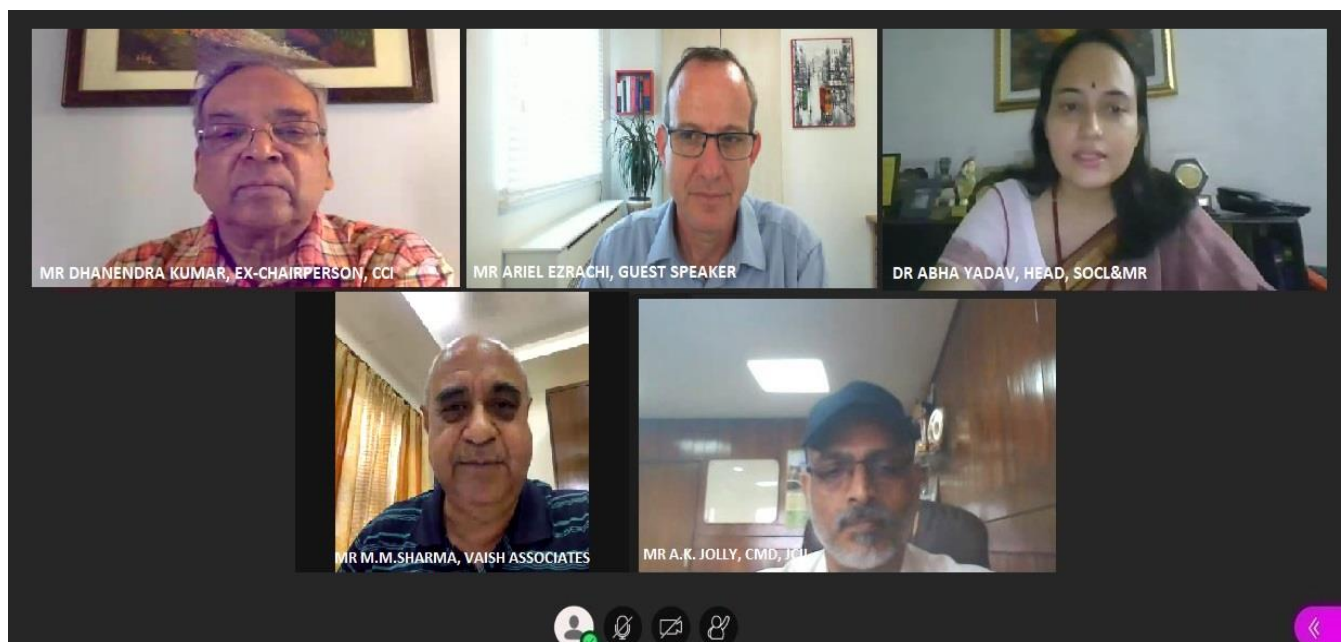 MR DHANENDRA KUMAR, EX-CHAIRPERSON, CCI
MR ARIEL EZRACHI, GUEST SPEAKER
DR ABHA YADAV, HEAD, SOCL&MR
MR M.M.SHARMA, VAISH ASSOCIATES
MR A.K. JOLLY, CMD,